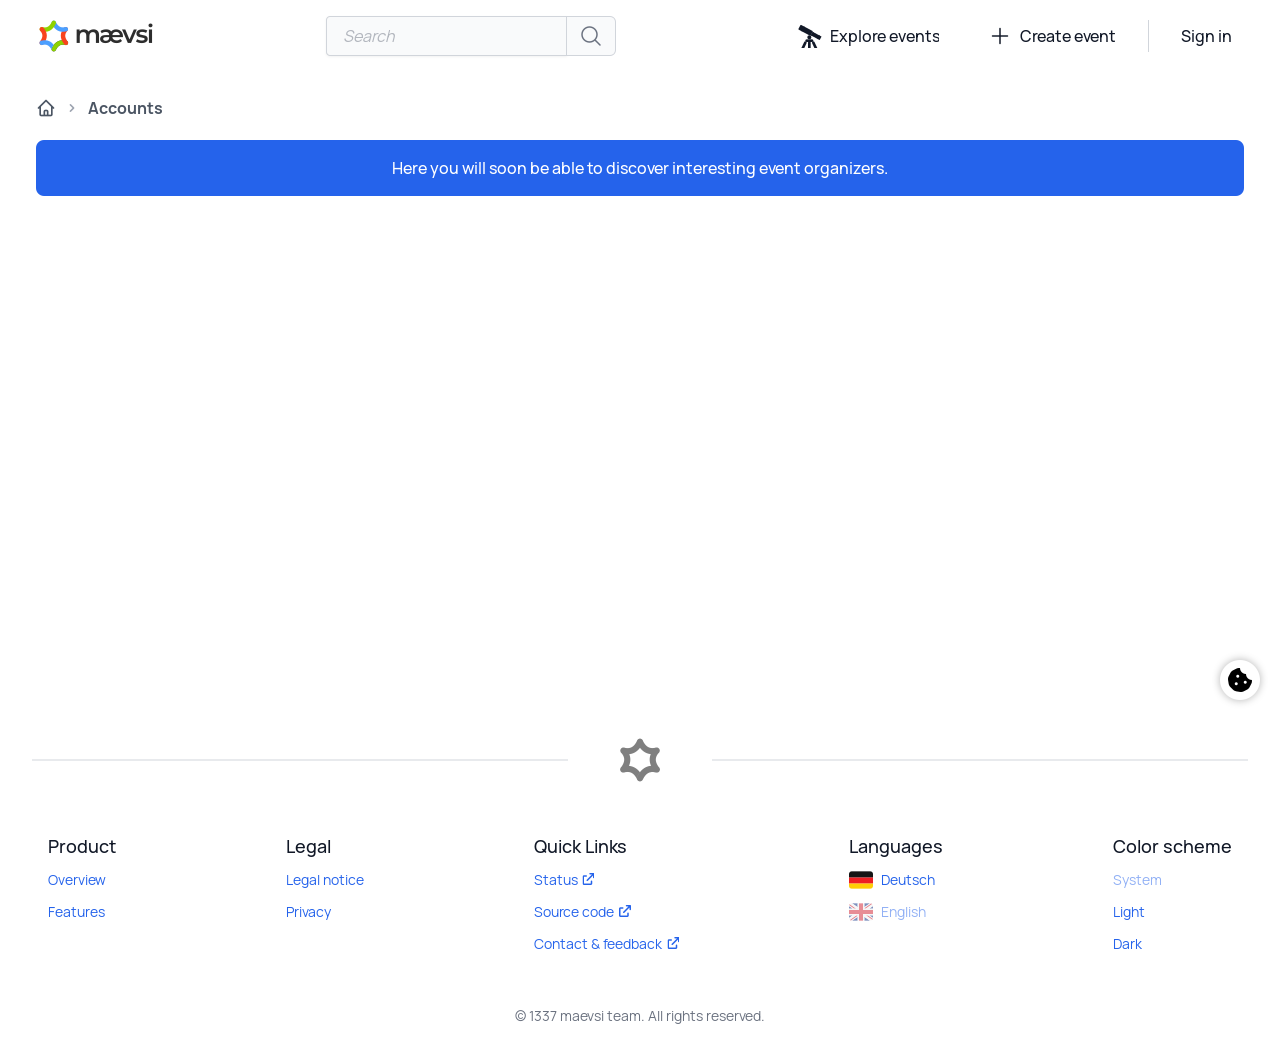 mævsi
Search
Explore events
Create event
Sign in
Accounts
Here you will soon be able to discover interesting event organizers.
Product
Overview
Features
Legal
Legal notice
Privacy
Quick Links
Status
Source code
Contact & feedback
Languages
Deutsch
English
Color scheme
System
Light
Dark
© 1337 maevsi team. All rights reserved.